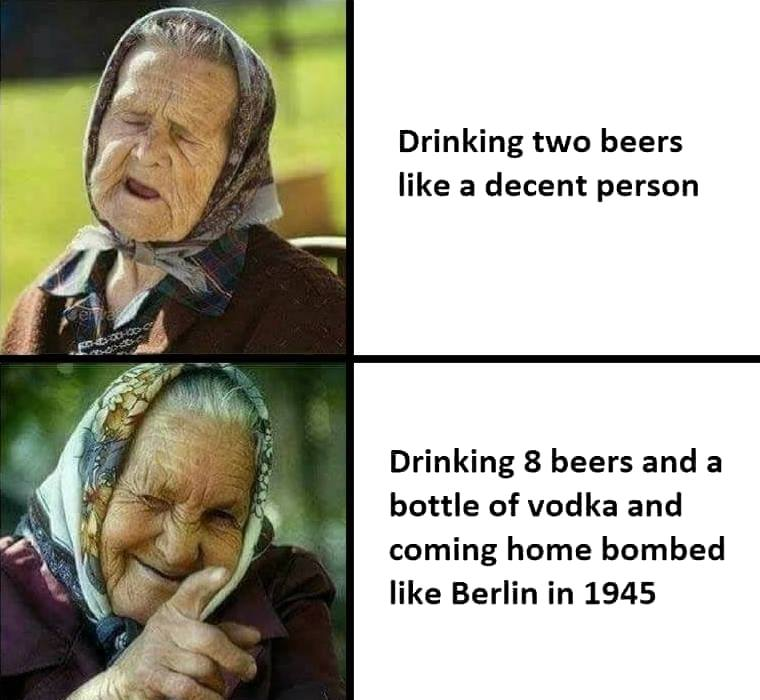 Drinking two beers
like a decent person
Drinking 8 beers and a
bottle of vodka and
coming home bombed
like Berlin in 1945